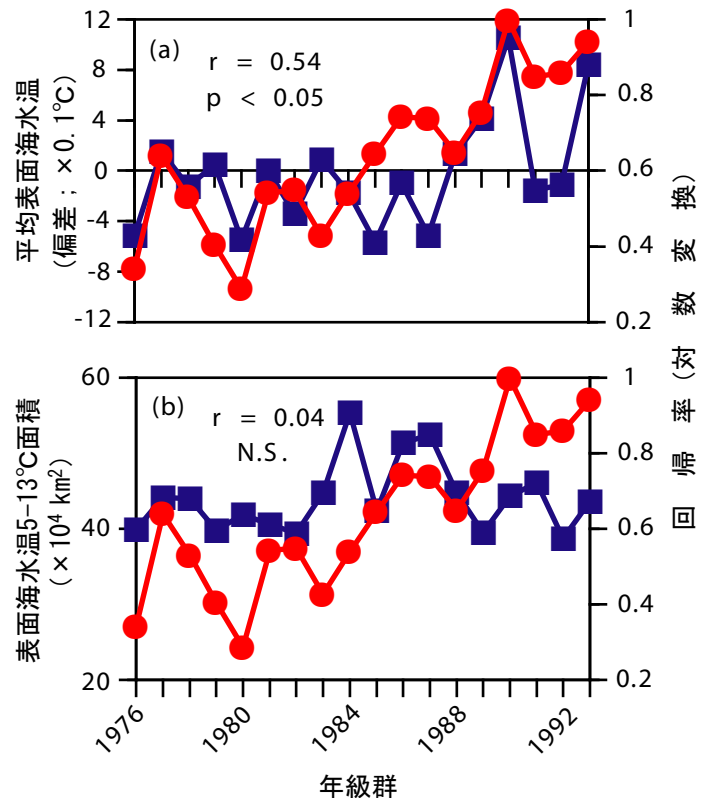 12
8
4
0
-4
-8
-12
平均表面海水温
(偏差；×0.1℃)
(a)
r = 0.54
p < 0.05
1
0.8
0.6
0.4
0.2
60
40
20
表面海水温5-13℃面積
(×10⁴ km²)
(b)
r = 0.04
N.S.
1
0.8
0.6
0.4
0.2
回帰率(対数変換)
1976
1980
1984
1988
1992
年級群